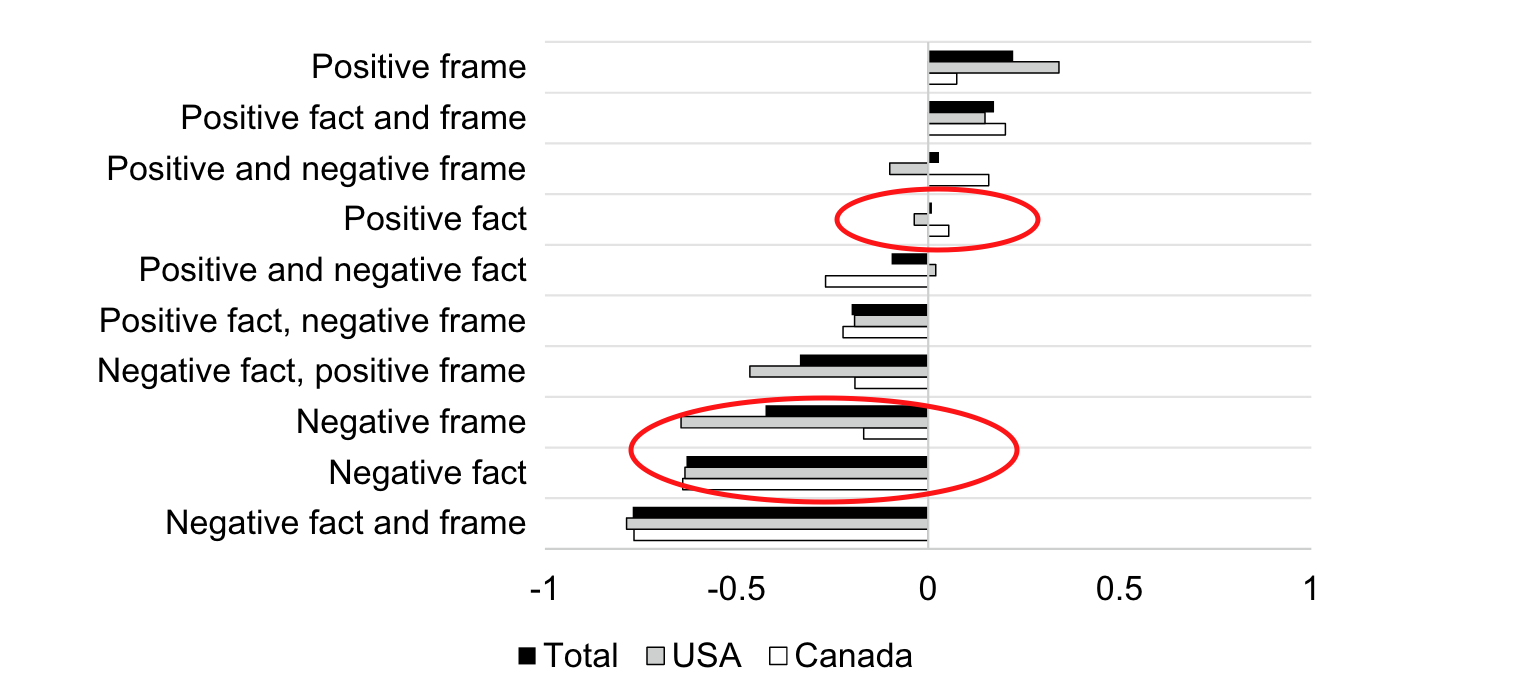 Positive frame
Positive fact and frame
Positive and negative frame
Positive fact
Positive and negative fact
Positive fact, negative frame
Negative fact, positive frame
Negative frame
Negative fact
Negative fact and frame
-1 -0.5 0 0.5 1
Total USA Canada